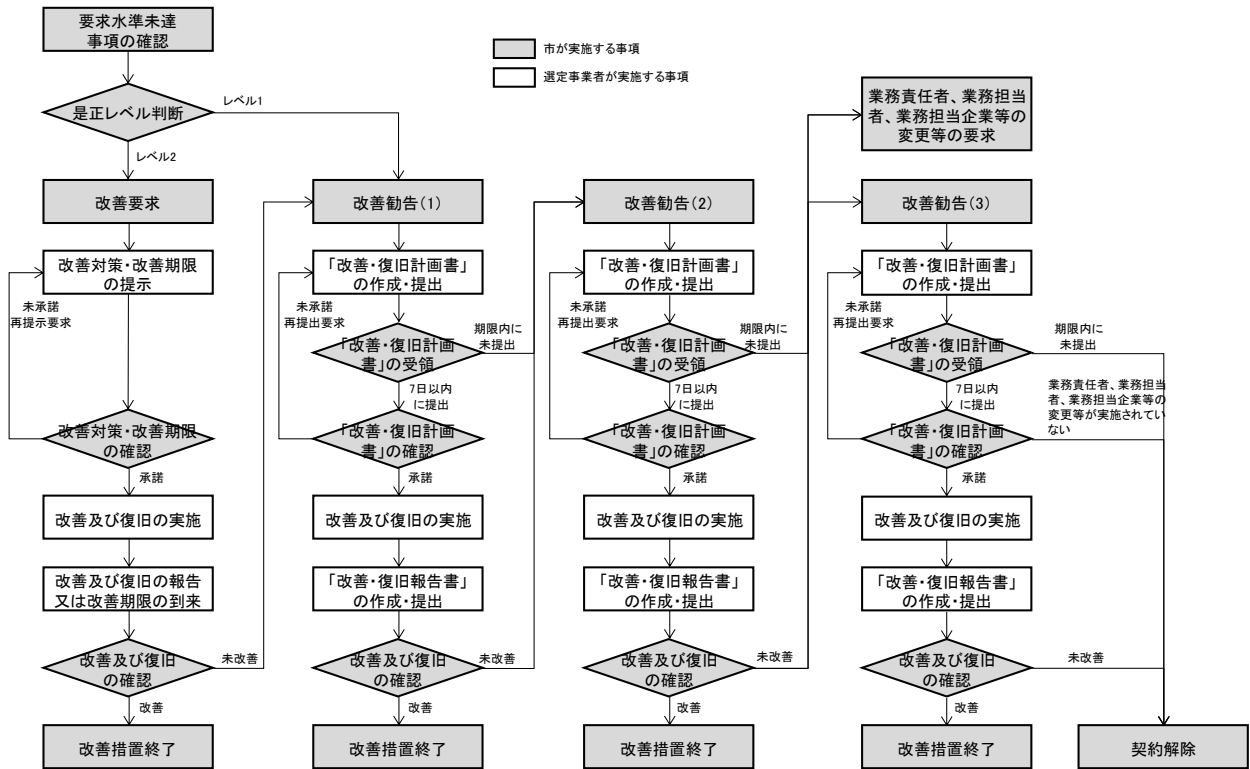 要求水準未達
事項の確認
市が実施する事項
選定事業者が実施する事項
是正レベル判断
レベル1
レベル2
業務責任者、業務担当
者、業務担当企業等の
変更等の要求
改善要求
改善対策・改善期限
の提示
未承諾
再提示要求
改善対策・改善期限
の確認
承諾
改善及び復旧の実施
改善及び復旧の報告
又は改善期限の到来
改善及び復旧
の確認
未改善
改善
改善措置終了
改善勧告(1)
「改善・復旧計画書」
の作成・提出
未承諾
再提出要求
「改善・復旧計画
書」の受領
期限内に
未提出
7日以内
に提出
「改善・復旧計画
書」の確認
承諾
改善及び復旧の実施
「改善・復旧報告書」
の作成・提出
改善及び復旧
の確認
未改善
改善
改善措置終了
改善勧告(2)
「改善・復旧計画書」
の作成・提出
未承諾
再提出要求
「改善・復旧計画
書」の受領
期限内に
未提出
7日以内
に提出
「改善・復旧計画
書」の確認
承諾
改善及び復旧の実施
「改善・復旧報告書」
の作成・提出
改善及び復旧
の確認
未改善
改善
改善措置終了
改善勧告(3)
「改善・復旧計画書」
の作成・提出
未承諾
再提出要求
「改善・復旧計画
書」の受領
期限内に
未提出
7日以内
に提出
業務責任者、業務担当
者、業務担当企業等の
変更等が実施されてい
ない
「改善・復旧計画
書」の確認
承諾
改善及び復旧の実施
「改善・復旧報告書」
の作成・提出
改善及び復旧
の確認
未改善
改善
改善措置終了
契約解除